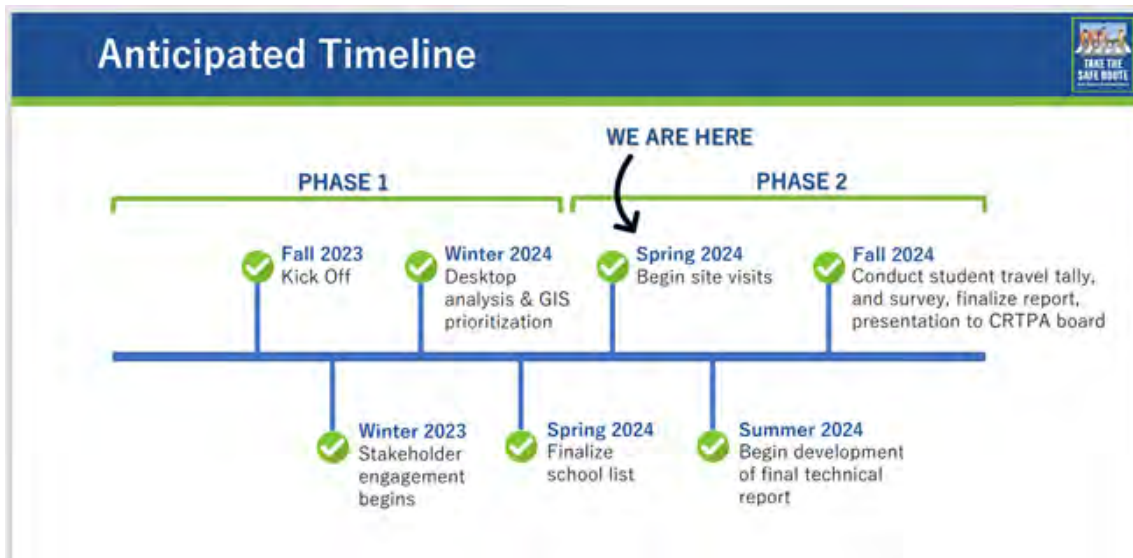 Anticipated Timeline
TAKE THE
SAFE ROUTE
WE ARE HERE
PHASE 1
PHASE 2
Fall 2023
Kick Off
Winter 2024
Desktop
analysis & GIS
prioritization
Spring 2024
Begin site visits
Fall 2024
Conduct student travel tally,
and survey, finalize report,
presentation to CRTPA board
Winter 2023
Stakeholder
engagement
begins
Spring 2024
Finalize
school list
Summer 2024
Begin development
of final technical
report